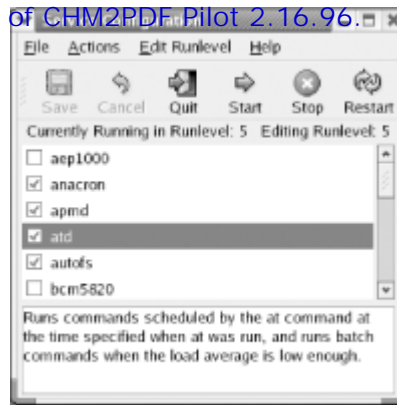 of CHM2PDF Pilot 2.16.96.
File Actions Edit Runlevel Help
Save Cancel Quit Start Stop Restart
Currently Running in Runlevel: 5 Editing Runlevel: 5
aep1000
anacron
apmd
atd
autofs
bcm5820
Runs commands scheduled by the at command at
the time specified when at was run, and runs batch
commands when the load average is low enough.